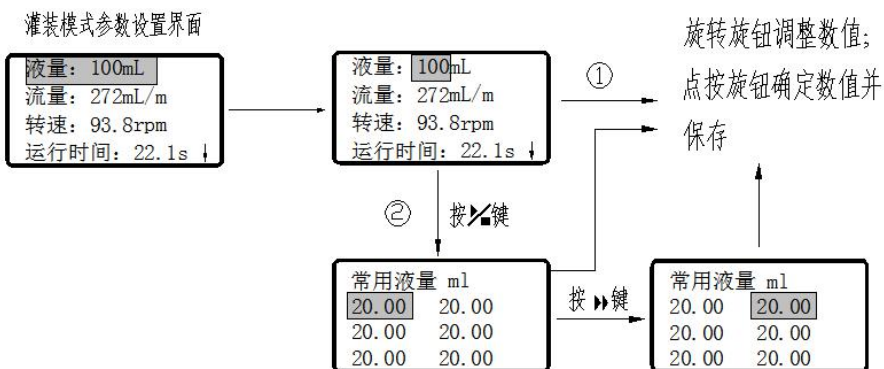 灌装模式参数设置界面
液量：100mL
流量：272mL/m
转速：93.8rpm
运行时间：22.1s ↓
液量：100mL
流量：272mL/m
转速：93.8rpm
运行时间：22.1s ↓
①
旋转旋钮调整数值；
点按旋钮确定数值并
保存
② 按键
常用液量 ml
20.00 20.00
20.00 20.00
20.00 20.00
按键
常用液量 ml
20.00 20.00
20.00 20.00
20.00 20.00